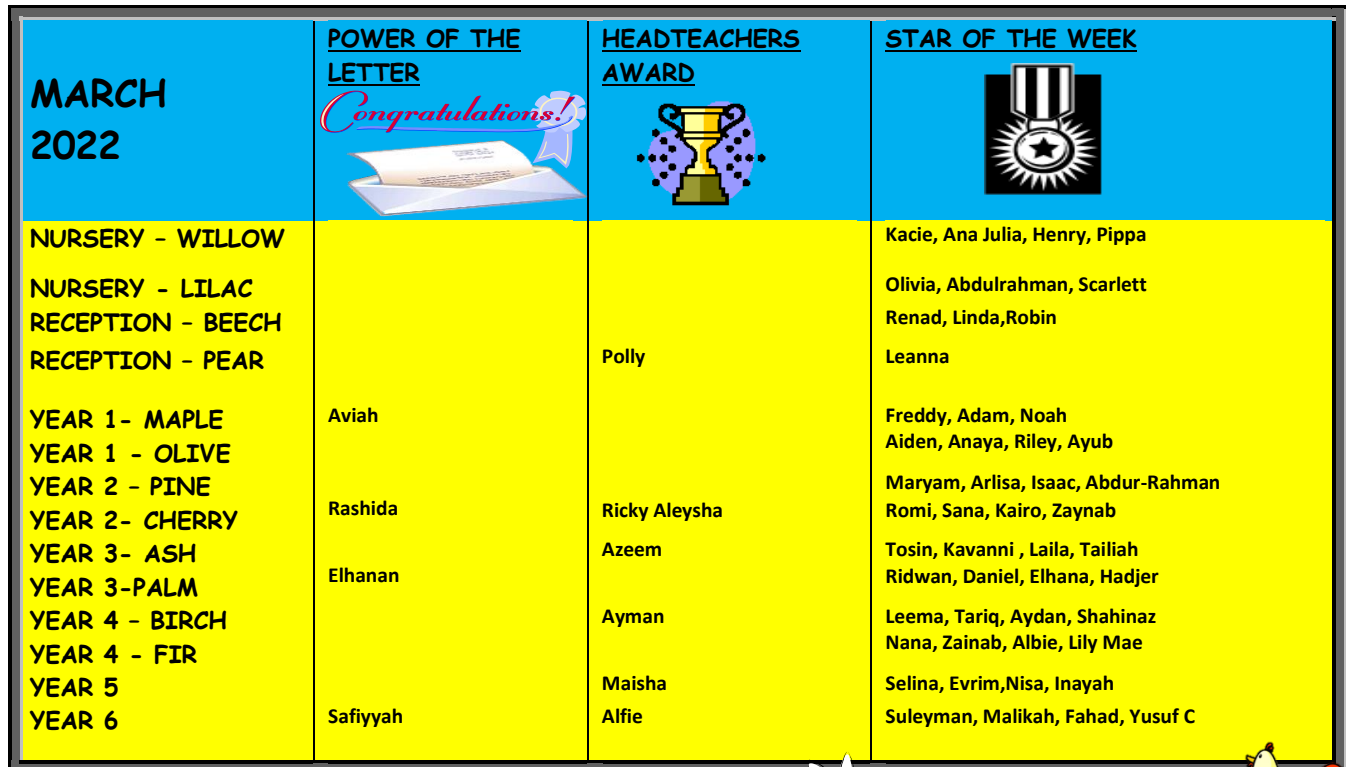 MARCH
2022
POWER OF THE
LETTER
Congratulations!
HEADTEACHERS
AWARD
STAR OF THE WEEK
NURSERY – WILLOW Kacie, Ana Julia, Henry, Pippa
NURSERY - LILAC Olivia, Abdulrahman, Scarlett
RECEPTION – BEECH Renad, Linda,Robin
RECEPTION – PEAR Polly Leanna
YEAR 1- MAPLE Aviah Freddy, Adam, Noah
YEAR 1 - OLIVE Aiden, Anaya, Riley, Ayub
YEAR 2 – PINE Maryam, Arlisa, Isaac, Abdur-Rahman
YEAR 2- CHERRY Rashida Ricky Aleysha Romi, Sana, Kairo, Zaynab
YEAR 3- ASH Azeem Tosin, Kavanni , Laila, Tailiah
YEAR 3-PALM Elhanan Ridwan, Daniel, Elhana, Hadjer
YEAR 4 – BIRCH Ayman Leema, Tariq, Aydan, Shahinaz
YEAR 4 - FIR Nana, Zainab, Albie, Lily Mae
YEAR 5 Maisha Selina, Evrim,Nisa, Inayah
YEAR 6 Safiyyah Alfie Suleyman, Malikah, Fahad, Yusuf C